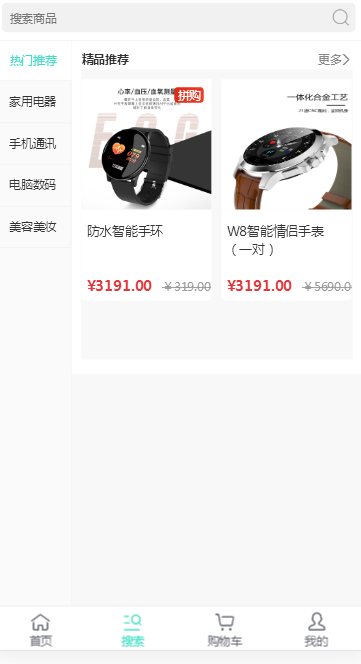 搜索商品
热门推荐
家用电器
手机通讯
电脑数码
美容美妆
精品推荐
更多
心率/血压/血氧测量
拼购
防水智能手环
¥3191.00
¥319.00
一体化合金工艺
W8智能情侣手表
（一对）
¥3191.00
¥5690.0
首页
搜索
购物车
我的